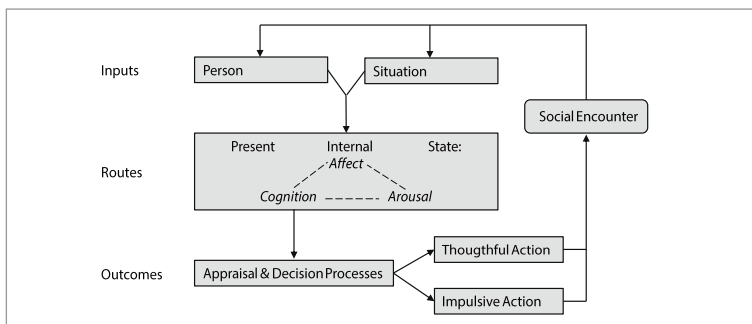 Inputs
Person
Situation
Social Encounter
Routes
Present Internal State:
Affect
Cognition
Arousal
Outcomes
Appraisal & Decision Processes
Thougthful Action
Impulsive Action